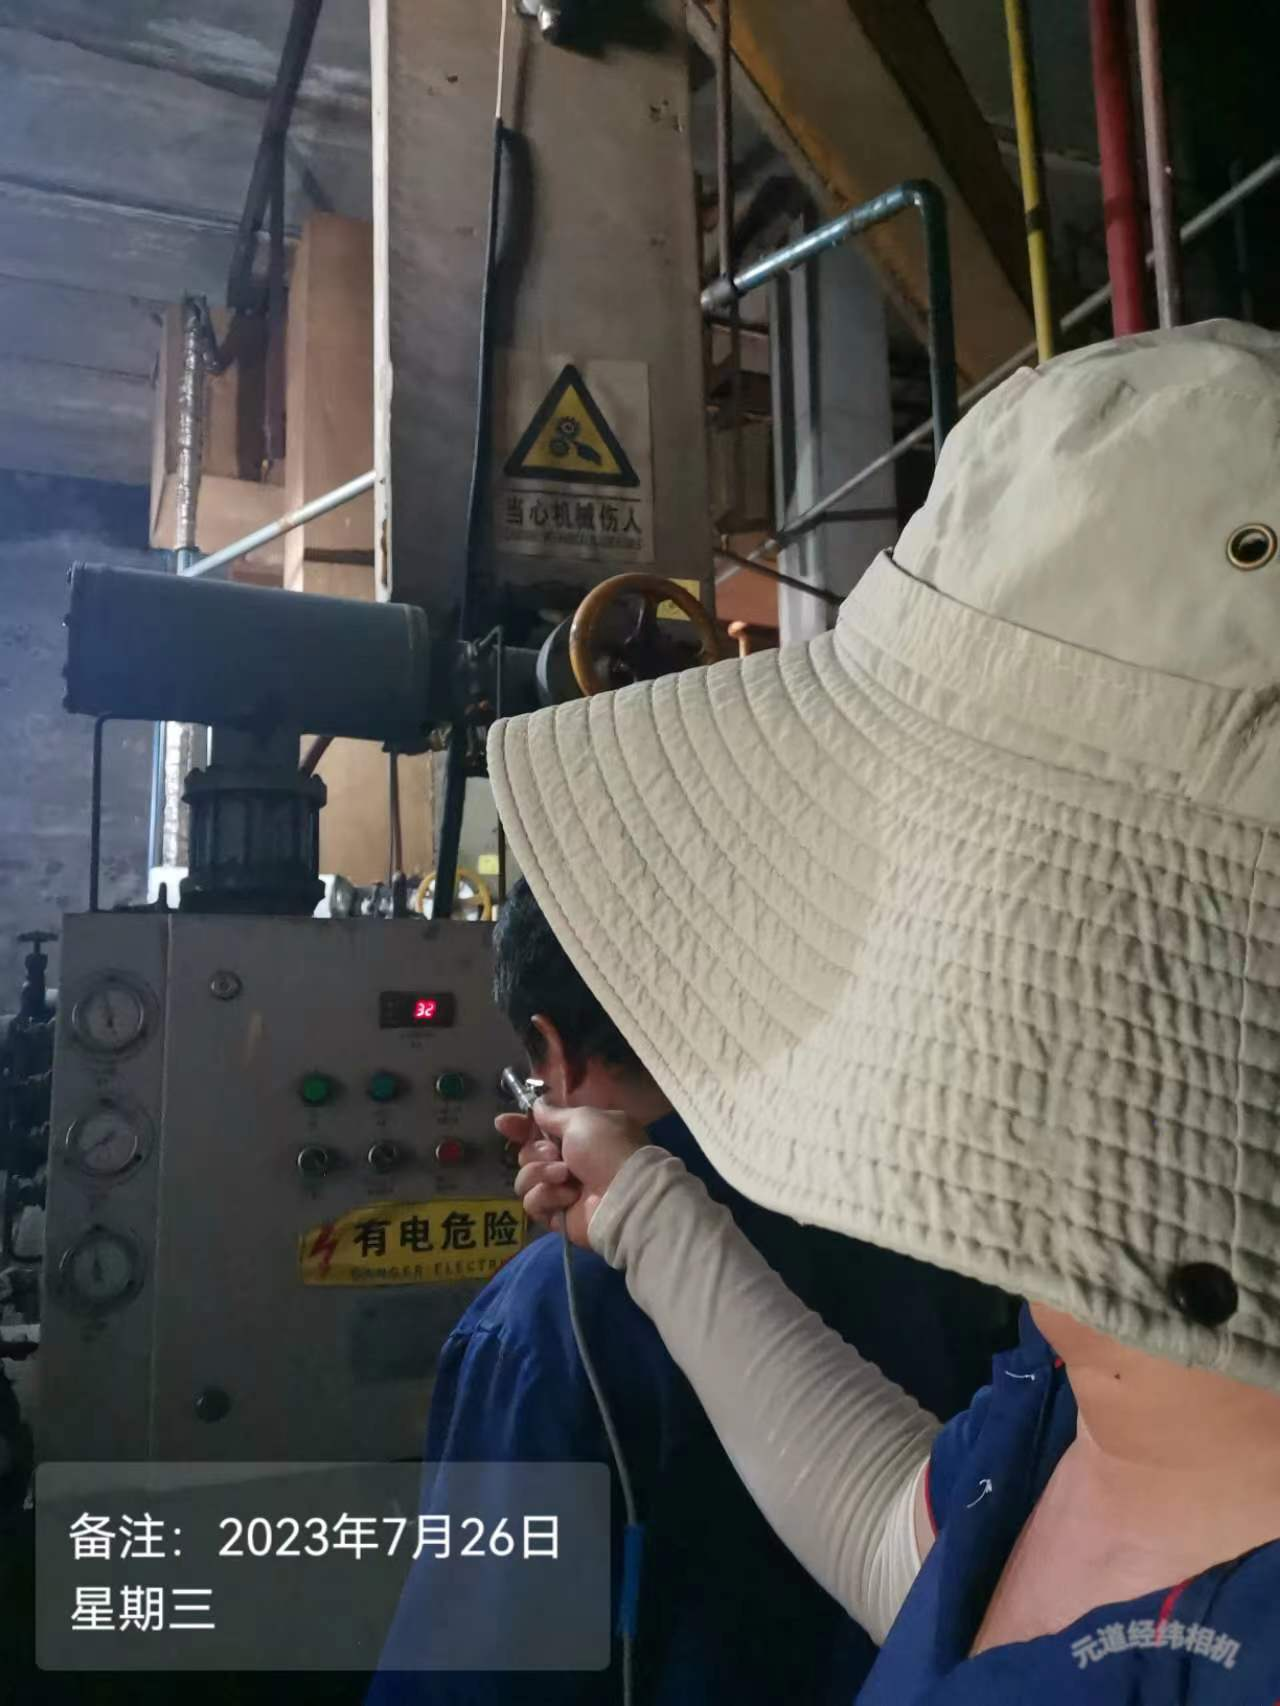 当心机械伤人
32
有电危险
DANGER ELECTRI
备注：2023年7月26日
星期三
元道经纬相机